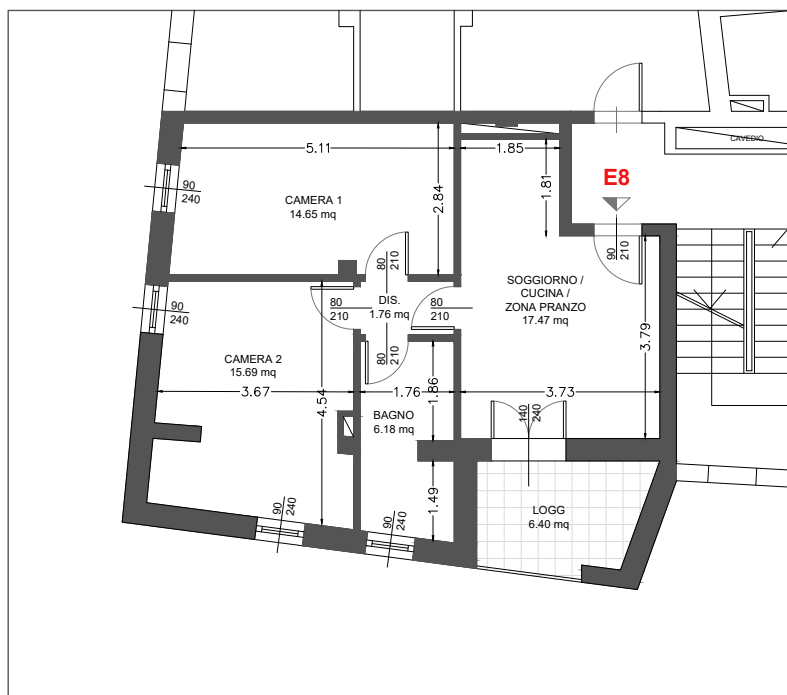 CAVEDIO
5.11
1.85
90
240
CAMERA 1
14.65 mq
2.84
1.81
E8
90
210
80
210
SOGGIORNO /
CUCINA /
ZONA PRANZO
17.47 mq
90
240
80
210
DIS.
1.76 mq
80
210
3.79
80
210
CAMERA 2
15.69 mq
3.67
4.54
1.76
1.86
3.73
BAGNO
6.18 mq
140
240
1.49
LOGG
6.40 mq
90
240
90
240